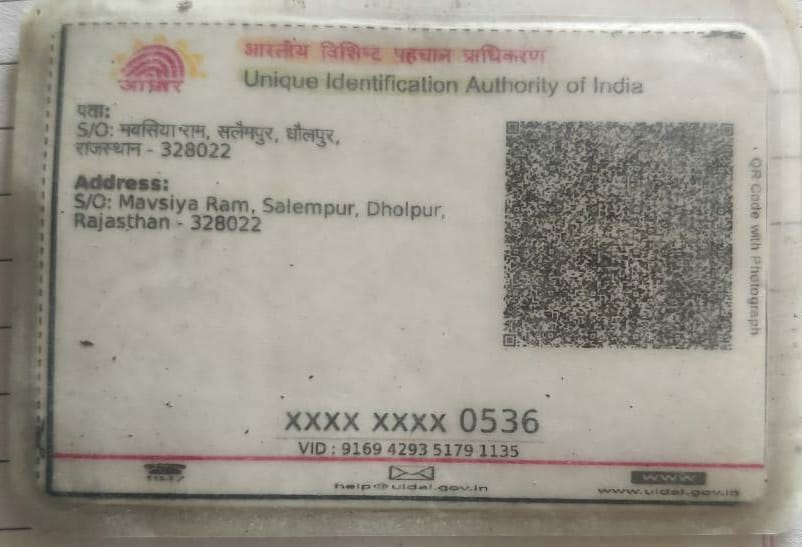 भारतीय विशिष्ट पहचान प्राधिकरण
Unique Identification Authority of India
आधार
पता:
S/O: मवसिया राम, सलेमपुर, धौलपुर,
राजस्थान - 328022
Address:
S/O: Mavsiya Ram, Salempur, Dholpur,
Rajasthan - 328022
QR Code with Photograph
XXXX XXXX 0536
VID : 9169 4293 5179 1135
help@uidai.gov.in
www
www.uidai.gov.in